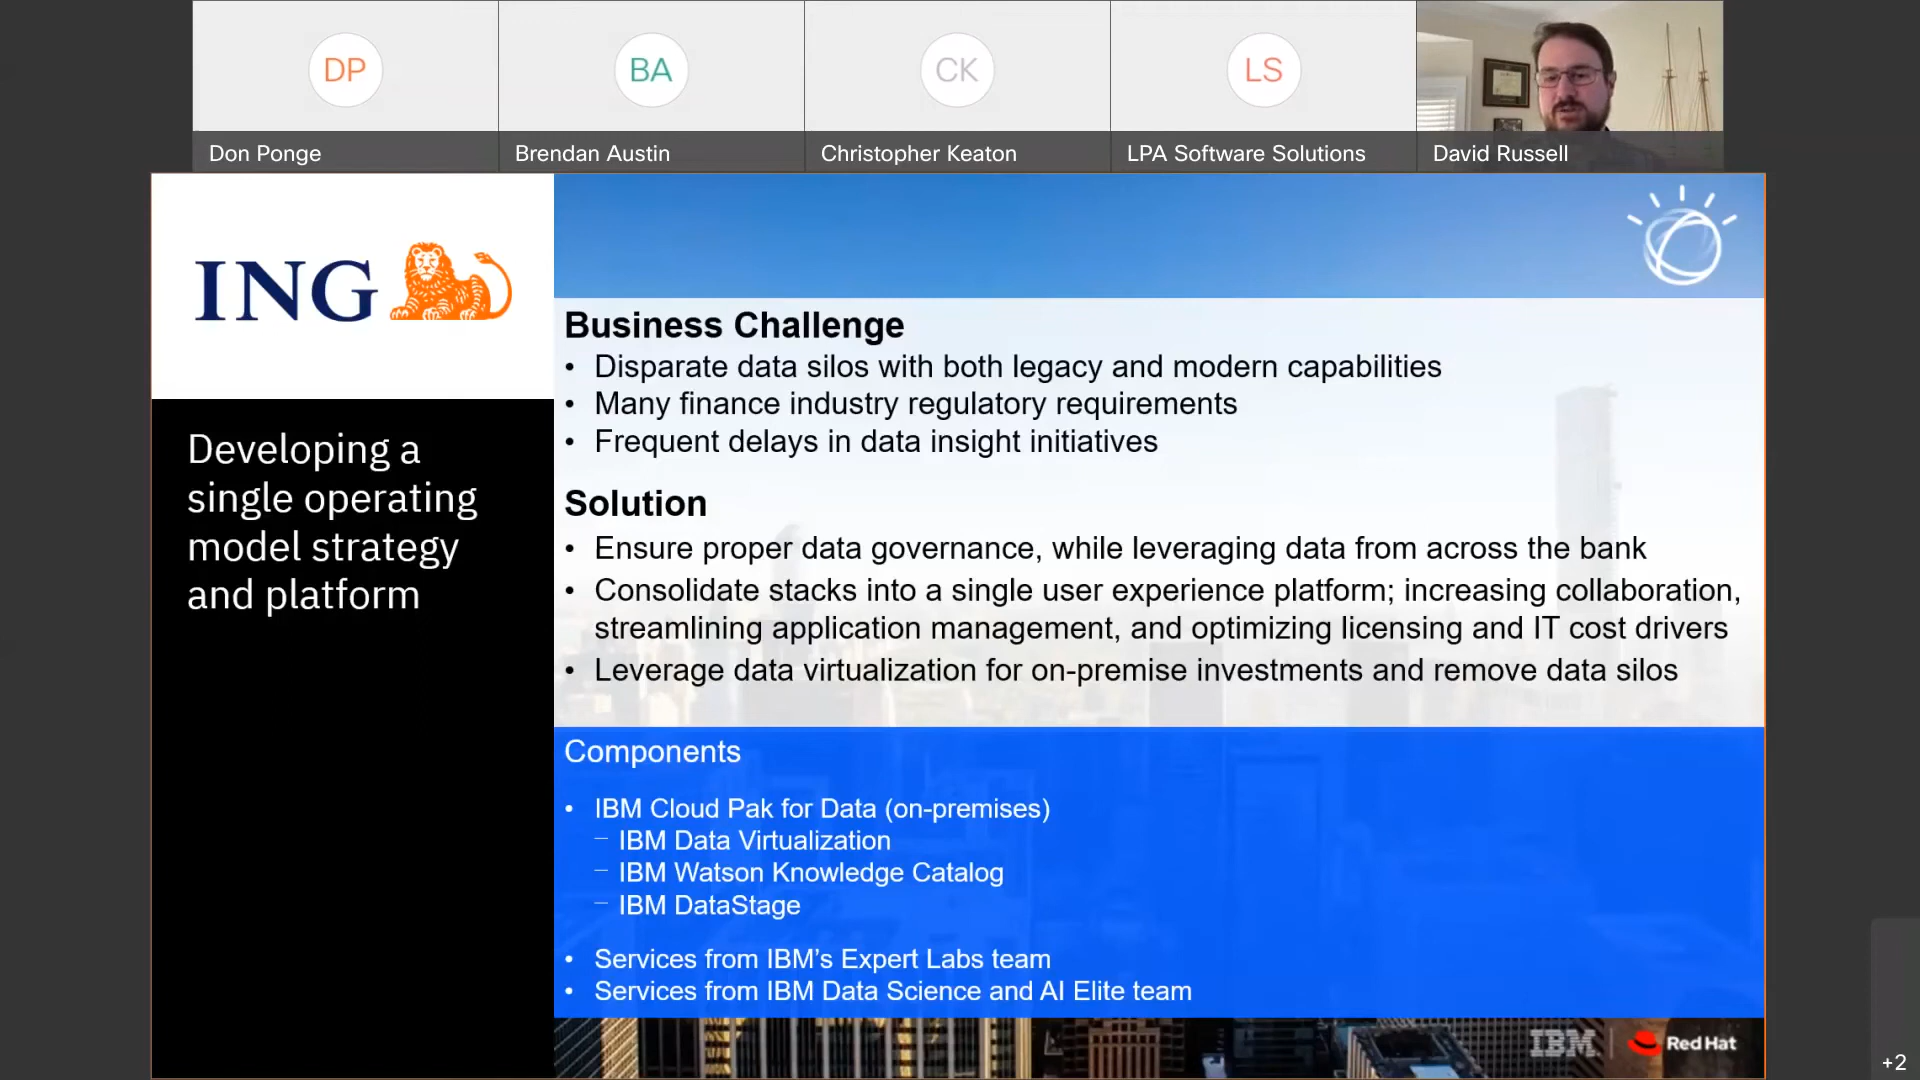 DP
BA
CK
LS
Don Ponge
Brendan Austin
Christopher Keaton
LPA Software Solutions
David Russell
ING
Developing a
single operating
model strategy
and platform
Business Challenge
• Disparate data silos with both legacy and modern capabilities
• Many finance industry regulatory requirements
• Frequent delays in data insight initiatives
Solution
• Ensure proper data governance, while leveraging data from across the bank
• Consolidate stacks into a single user experience platform; increasing collaboration,
streamlining application management, and optimizing licensing and IT cost drivers
• Leverage data virtualization for on-premise investments and remove data silos
Components
• IBM Cloud Pak for Data (on-premises)
– IBM Data Virtualization
– IBM Watson Knowledge Catalog
– IBM DataStage
• Services from IBM’s Expert Labs team
• Services from IBM Data Science and AI Elite team
IBM.
Red Hat
+2